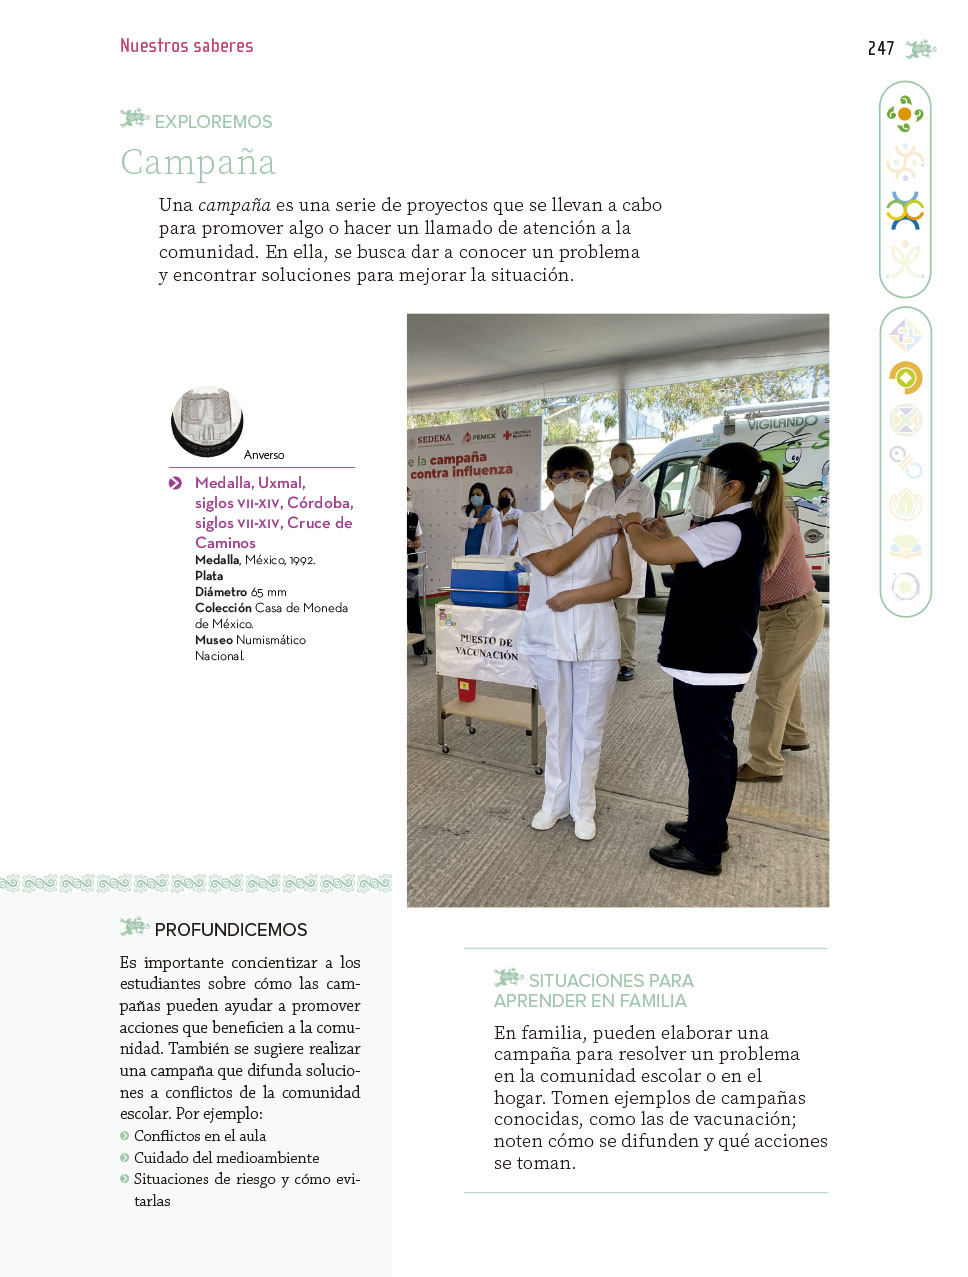 Nuestros saberes
247
EXPLOREMOS
Campaña
Una campaña es una serie de proyectos que se llevan a cabo
para promover algo o hacer un llamado de atención a la
comunidad. En ella, se busca dar a conocer un problema
y encontrar soluciones para mejorar la situación.
Anverso
Medalla, Uxmal,
siglos VII-XIV, Córdoba,
siglos VII-XIV, Cruce de
Caminos
Medalla, México, 1992.
Plata
Diámetro 65 mm
Colección Casa de Moneda
de México.
Museo Numismático
Nacional.
SEDENA
PEMEX
e la campaña
contra influenza
VIGILANDO
PUESTO DE
VACUNACIÓN
PROFUNDICEMOS
Es importante concientizar a los
estudiantes sobre cómo las cam-
pañas pueden ayudar a promover
acciones que beneficien a la comu-
nidad. También se sugiere realizar
una campaña que difunda solucio-
nes a conflictos de la comunidad
escolar. Por ejemplo:
Conflictos en el aula
Cuidado del medioambiente
Situaciones de riesgo y cómo evi-
tarlas
SITUACIONES PARA
APRENDER EN FAMILIA
En familia, pueden elaborar una
campaña para resolver un problema
en la comunidad escolar o en el
hogar. Tomen ejemplos de campañas
conocidas, como las de vacunación;
noten cómo se difunden y qué acciones
se toman.